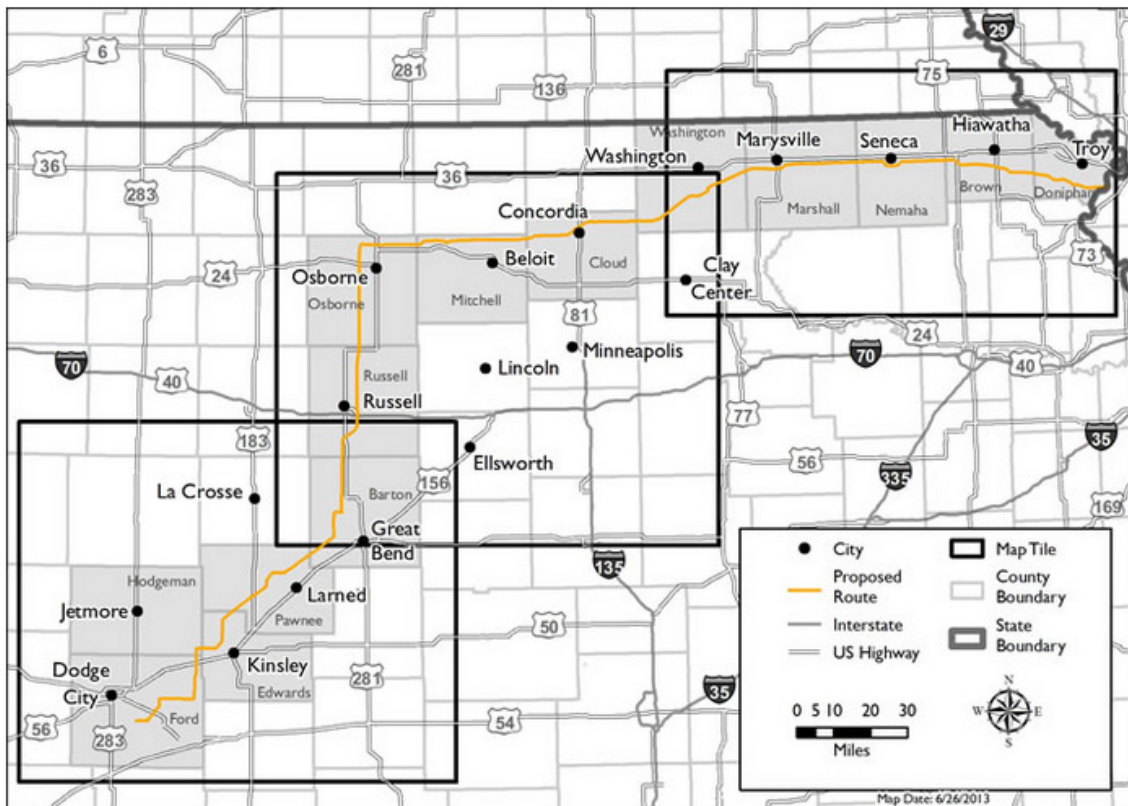 29
6
281
75
136
Washington
Marysville
Seneca
Hiawatha
Troy
36
Washington
36
283
Concordia
Marshall
Nemaha
Brown
Doniphan
Beloit
Cloud
Clay
Center
73
24
Osborne
Osborne
Mitchell
81
24
Minneapolis
70
70
40
Lincoln
Russell
40
Russell
77
183
35
Ellsworth
56
156
335
La Crosse
Barton
169
Great
Bend
135
Hodgeman
Jetmore
Larned
Pawnee
50
Dodge
City
Kinsley
Edwards
281
35
56
Ford
54
283
City
Proposed
Route
Interstate
US Highway
Map Tile
County
Boundary
State
Boundary
N
W
E
S
0 5 10 20 30
Miles
Map Date: 6/26/2013